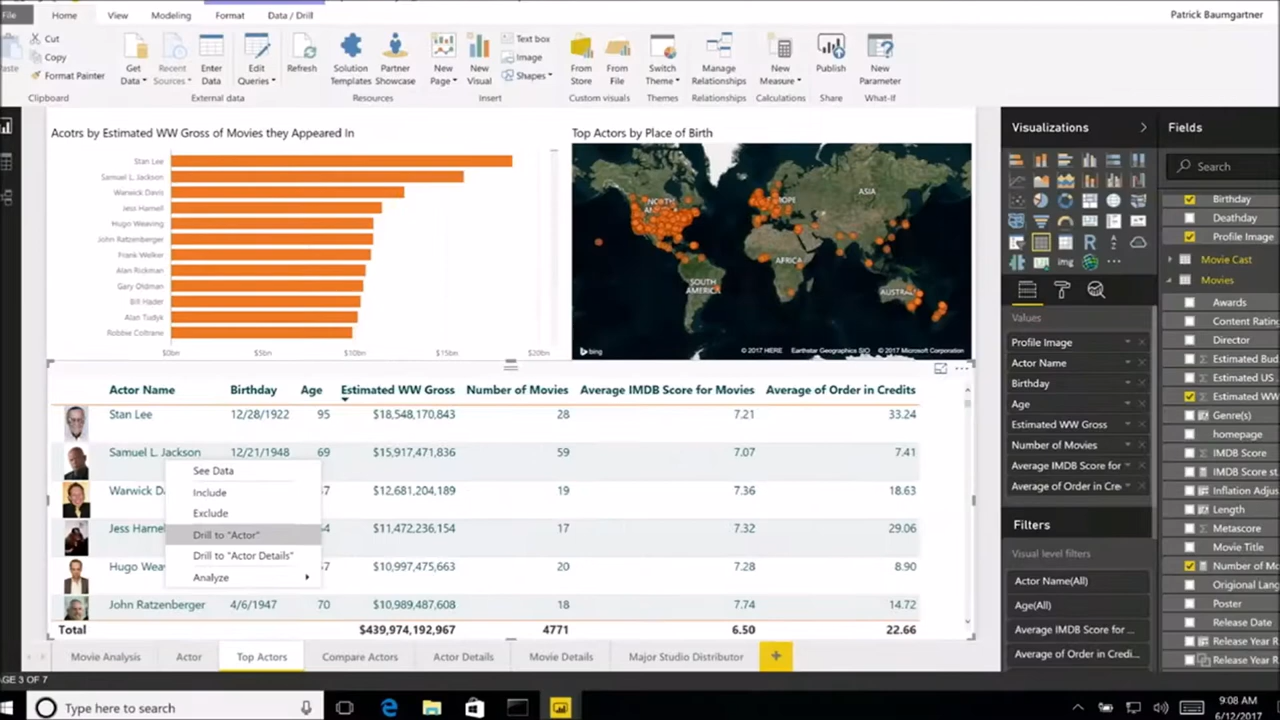 Patrick Baumgartner
File Home View Modeling Format Data / Drill
Cut
Copy
Format Painter
Get Data
Recent Sources
Enter Data
Edit Queries
Refresh
Solution Templates
Partner Showcase
New Page
New Visual
Text box
Image
Shapes
From Store
From File
Switch Theme
Manage Relationships
New Measure
Publish
New Parameter
Clipboard External data Resources Insert Custom visuals Themes Relationships Calculations Share What-If
Acotrs by Estimated WW Gross of Movies they Appeared In
Stan Lee
Samuel L. Jackson
Warwick Davis
Jess Harnell
Hugo Weaving
John Ratzenberger
Frank Welker
Alan Rickman
Gary Oldman
Bill Hader
Alan Tudyk
Robbie Coltrane
$0bn $5bn $10bn $15bn $20bn
Top Actors by Place of Birth
ASIA
AFRICA
SOUTH AMERICA
bing
© 2017 HERE Earthstar Geographics SIO © 2017 Microsoft Corporation
Actor Name Birthday Age Estimated WW Gross Number of Movies Average IMDB Score for Movies Average of Order in Credits
Stan Lee 12/28/1922 95 $18,548,170,843 28 7.21 33.24
Samuel L. Jackson 12/21/1948 69 $15,917,471,836 59 7.07 7.41
Warwick D $12,681,204,189 19 7.36 18.63
Jess Harne $11,472,236,154 17 7.32 29.06
Hugo Wea $10,997,475,663 20 7.28 8.90
John Ratzenberger 4/6/1947 70 $10,989,487,608 18 7.74 14.72
Total $439,974,192,967 4771 6.50 22.66
See Data
Include
Exclude
Drill to "Actor"
Drill to "Actor Details"
Analyze
Visualizations
Values
Profile Image
Actor Name
Birthday
Age
Estimated WW Gross
Number of Movies
Average IMDB Score for
Average of Order in Cre
Filters
Visual level filters
Actor Name(All)
Age(All)
Average IMDB Score for ...
Average of Order in Credi...
Fields
Search
Birthday
Deathday
Profile Image
Movie Cast
Movies
Awards
Content Rating
Director
Estimated Bud
Estimated US
Estimated WW
Genre(s)
homepage
IMDB Score
IMDB Score st
Inflation Adjus
Length
Metascore
Movie Title
Number of Mo
Origional Lang
Poster
Release Date
Release Year
Release Year
Movie Analysis Actor Top Actors Compare Actors Actor Details Movie Details Major Studio Distributor +
AGE 3 OF 7
Type here to search
9:08 AM
6/12/2017